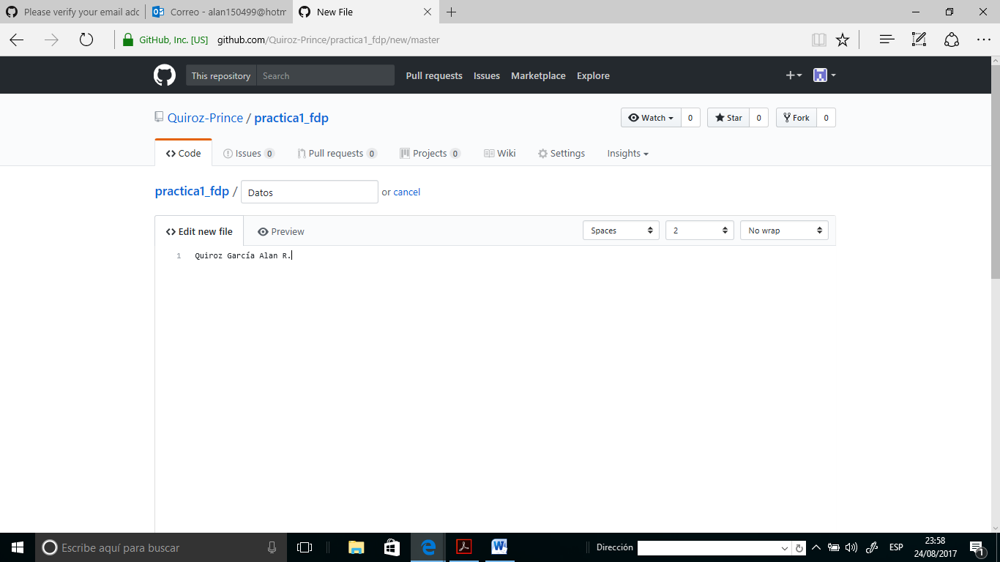 Please verify your email adc
Correo - alan150499@hotm
New File
GitHub, Inc. [US] github.com/Quiroz-Prince/practica1_fdp/new/master
This repository Search Pull requests Issues Marketplace Explore
Quiroz-Prince / practica1_fdp Watch 0 Star 0 Fork 0
Code Issues 0 Pull requests 0 Projects 0 Wiki Settings Insights
practica1_fdp / Datos or cancel
Edit new file Preview Spaces 2 No wrap
1 Quiroz García Alan R.
Escribe aquí para buscar Dirección ESP
23:58
24/08/2017
1